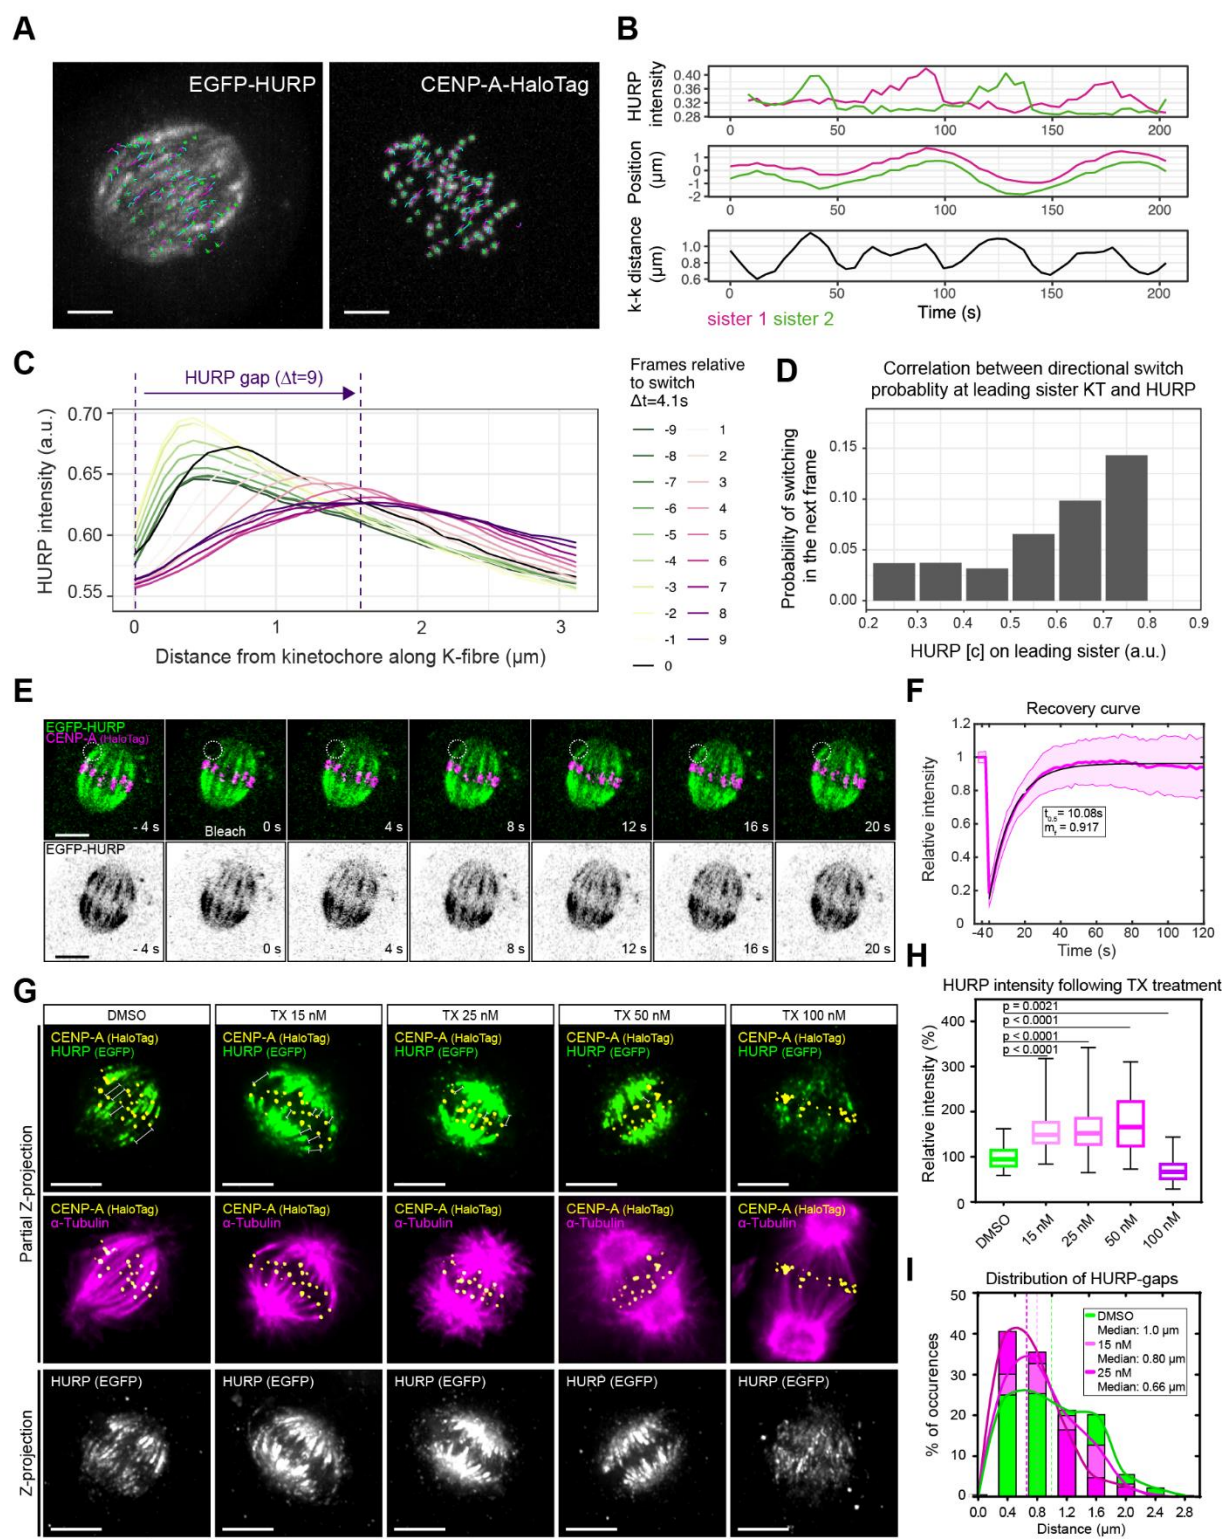 A
EGFP-HURP
CENP-A-HaloTag
B
HURP
intensity
0.40
0.36
0.32
0.28
0 50 100 150 200
Position
(µm)
1
0
-1
-2
0 50 100 150 200
k-k distance
(µm)
1.0
0.8
0.6
0 50 100 150 200
sister 1 sister 2
Time (s)
C
HURP gap (Δt=9)
HURP intensity (a.u.)
0.70
0.65
0.60
0.55
0 1 2 3
Distance from kinetochore along K-fibre (µm)
Frames relative
to switch
Δt=4.1s
-9 1
-8 2
-7 3
-6 4
-5 5
-4 6
-3 7
-2 8
-1 9
0
D
Correlation between directional switch
probablity at leading sister KT and HURP
Probability of switching
in the next frame
0.15
0.10
0.05
0.00
0.2 0.3 0.4 0.5 0.6 0.7 0.8 0.9
HURP [c] on leading sister (a.u.)
E
EGFP-HURP
CENP-A (HaloTag)
- 4 s
Bleach
0 s
4 s
8 s
12 s
16 s
20 s
EGFP-HURP
- 4 s
0 s
4 s
8 s
12 s
16 s
20 s
F
Recovery curve
Relative intensity
1.2
1
0.8
0.6
0.4
0.2
0
t0.5 = 10.08s
mf = 0.917
-40 20 40 60 80 100 120
Time (s)
G
DMSO
TX 15 nM
TX 25 nM
TX 50 nM
TX 100 nM
Partial Z-projection
CENP-A (HaloTag)
HURP (EGFP)
CENP-A (HaloTag)
HURP (EGFP)
CENP-A (HaloTag)
HURP (EGFP)
CENP-A (HaloTag)
HURP (EGFP)
CENP-A (HaloTag)
HURP (EGFP)
CENP-A (HaloTag)
α-Tubulin
CENP-A (HaloTag)
α-Tubulin
CENP-A (HaloTag)
α-Tubulin
CENP-A (HaloTag)
α-Tubulin
CENP-A (HaloTag)
α-Tubulin
Z-projection
HURP (EGFP)
HURP (EGFP)
HURP (EGFP)
HURP (EGFP)
HURP (EGFP)
H
HURP intensity following TX treatment
Relative intensity (%)
400
300
200
100
0
p = 0.0021
p < 0.0001
p < 0.0001
p < 0.0001
DMSO
15 nM
25 nM
50 nM
100 nM
I
Distribution of HURP-gaps
% of occurences
50
40
30
20
10
0
DMSO
Median: 1.0 µm
15 nM
Median: 0.80 µm
25 nM
Median: 0.66 µm
0.0 0.4 0.8 1.2 1.6 2.0 2.4 2.8
Distance (µm)